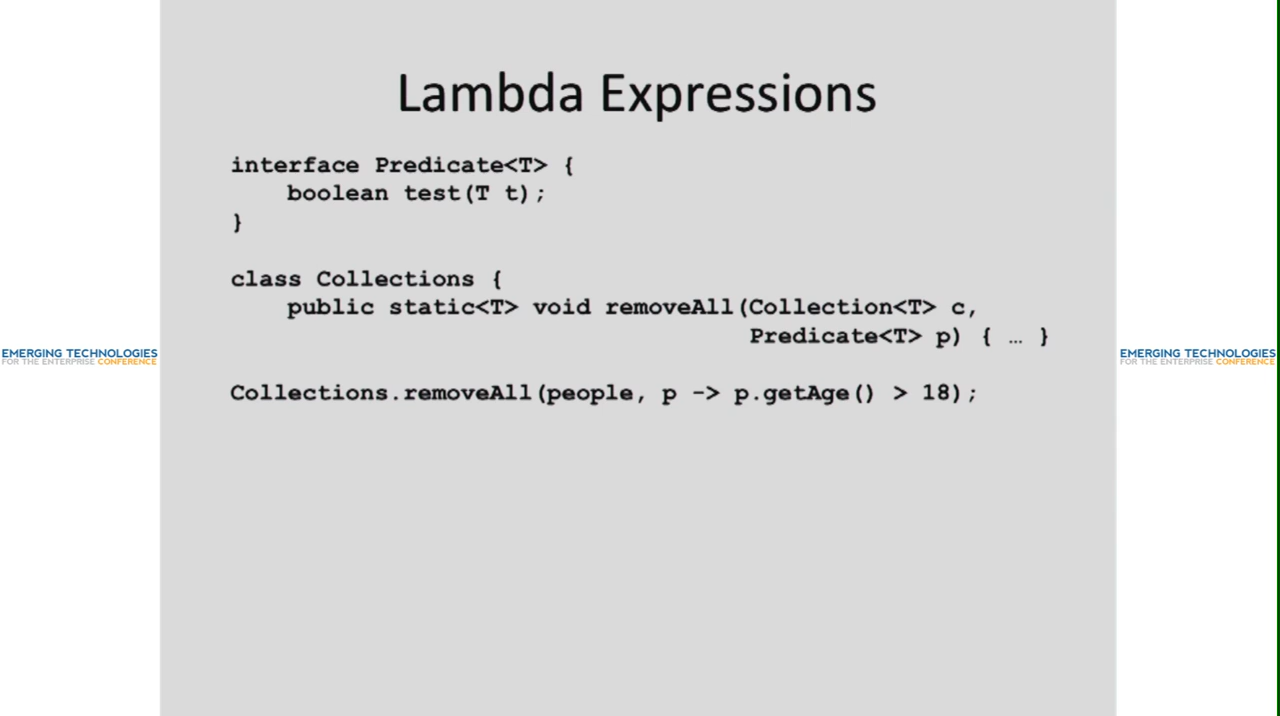 Lambda Expressions
interface Predicate<T> {
    boolean test(T t);
}
class Collections {
    public static<T> void removeAll(Collection<T> c,
                                    Predicate<T> p) { … }
Collections.removeAll(people, p -> p.getAge() > 18);
EMERGING TECHNOLOGIES
FOR THE ENTERPRISE CONFERENCE
EMERGING TECHNOLOGIES
FOR THE ENTERPRISE CONFERENCE